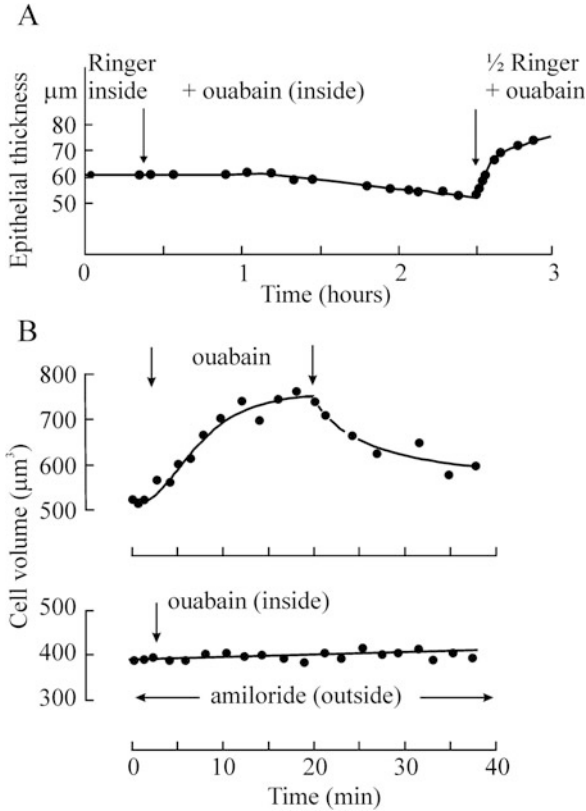 A
Ringer
inside
+ ouabain (inside)
½ Ringer
+ ouabain
μm
Epithelial thickness
80
70
60
50
0
1
2
3
Time (hours)
B
ouabain
800
700
600
500
Cell volume (μm³)
500
400
300
ouabain (inside)
amiloride (outside)
0
10
20
30
40
Time (min)